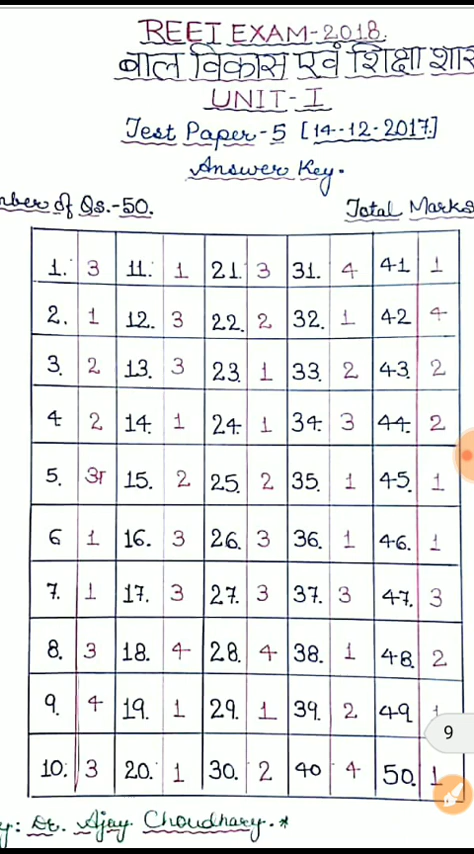 REET EXAM-2018.
बाल विकास एवं शिक्षा शास
UNIT-I
Test Paper-5 [14-12-2017]
Answer Key.
mber of Qs.-50.
Total Marks
1. 3 11. 1 21. 3 31. 4 41 1
2. 1 12. 3 22. 2 32. 1 42 4
3. 2 13. 3 23. 1 33. 2 43. 2
4 2 14. 1 24. 1 34. 3 44. 2
5. 3 15. 2 25. 2 35. 1 45. 1
6 1 16. 3 26. 3 36. 1 46. 1
7. 1 17. 3 27. 3 37. 3 47. 3
8. 3 18. 4 28. 4 38. 1 48. 2
9. 4 19. 1 29. 1 39. 2 49
9
10. 3 20. 1 30. 2 40 4 50. 1
y: Dr. Ajay Choudhary.*